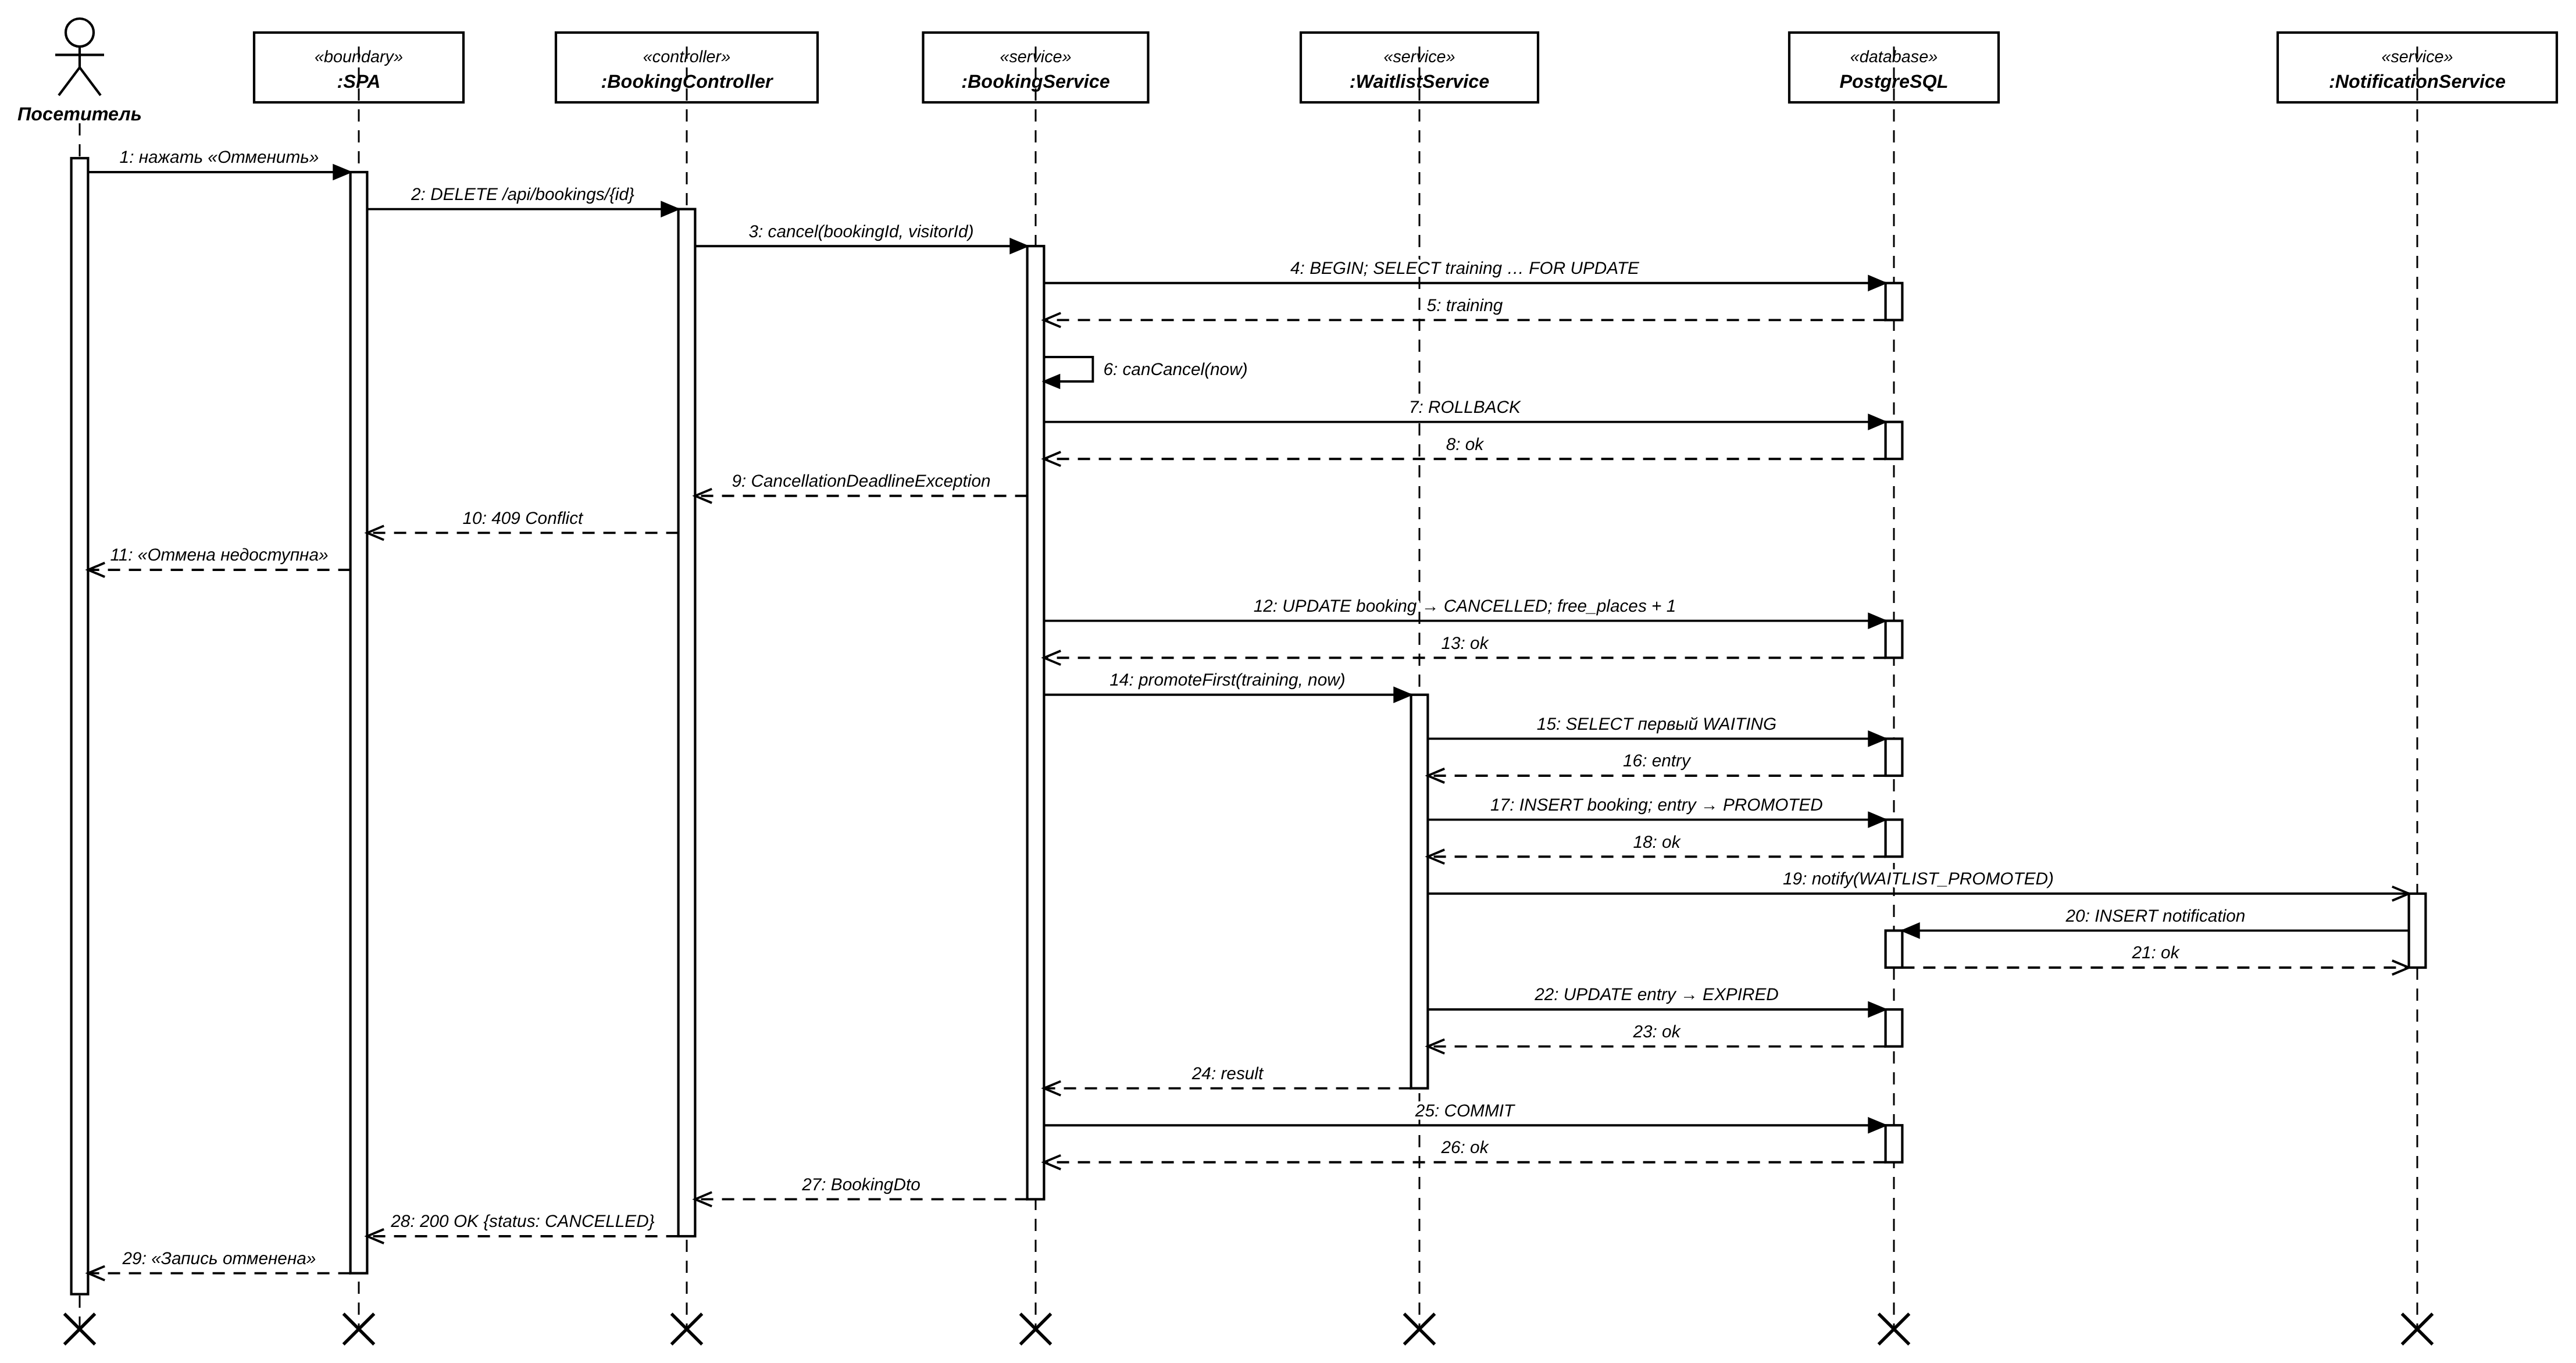 «boundary»
:SPA
«controller»
:BookingController
«service»
:BookingService
«service»
:WaitlistService
«database»
PostgreSQL
«service»
:NotificationService
Посетитель
1: нажать «Отменить»
2: DELETE /api/bookings/{id}
3: cancel(bookingId, visitorId)
4: BEGIN; SELECT training … FOR UPDATE
5: training
6: canCancel(now)
7: ROLLBACK
8: ok
9: CancellationDeadlineException
10: 409 Conflict
11: «Отмена недоступна»
12: UPDATE booking → CANCELLED; free_places + 1
13: ok
14: promoteFirst(training, now)
15: SELECT первый WAITING
16: entry
17: INSERT booking; entry → PROMOTED
18: ok
19: notify(WAITLIST_PROMOTED)
20: INSERT notification
21: ok
22: UPDATE entry → EXPIRED
23: ok
24: result
25: COMMIT
26: ok
27: BookingDto
28: 200 OK {status: CANCELLED}
29: «Запись отменена»